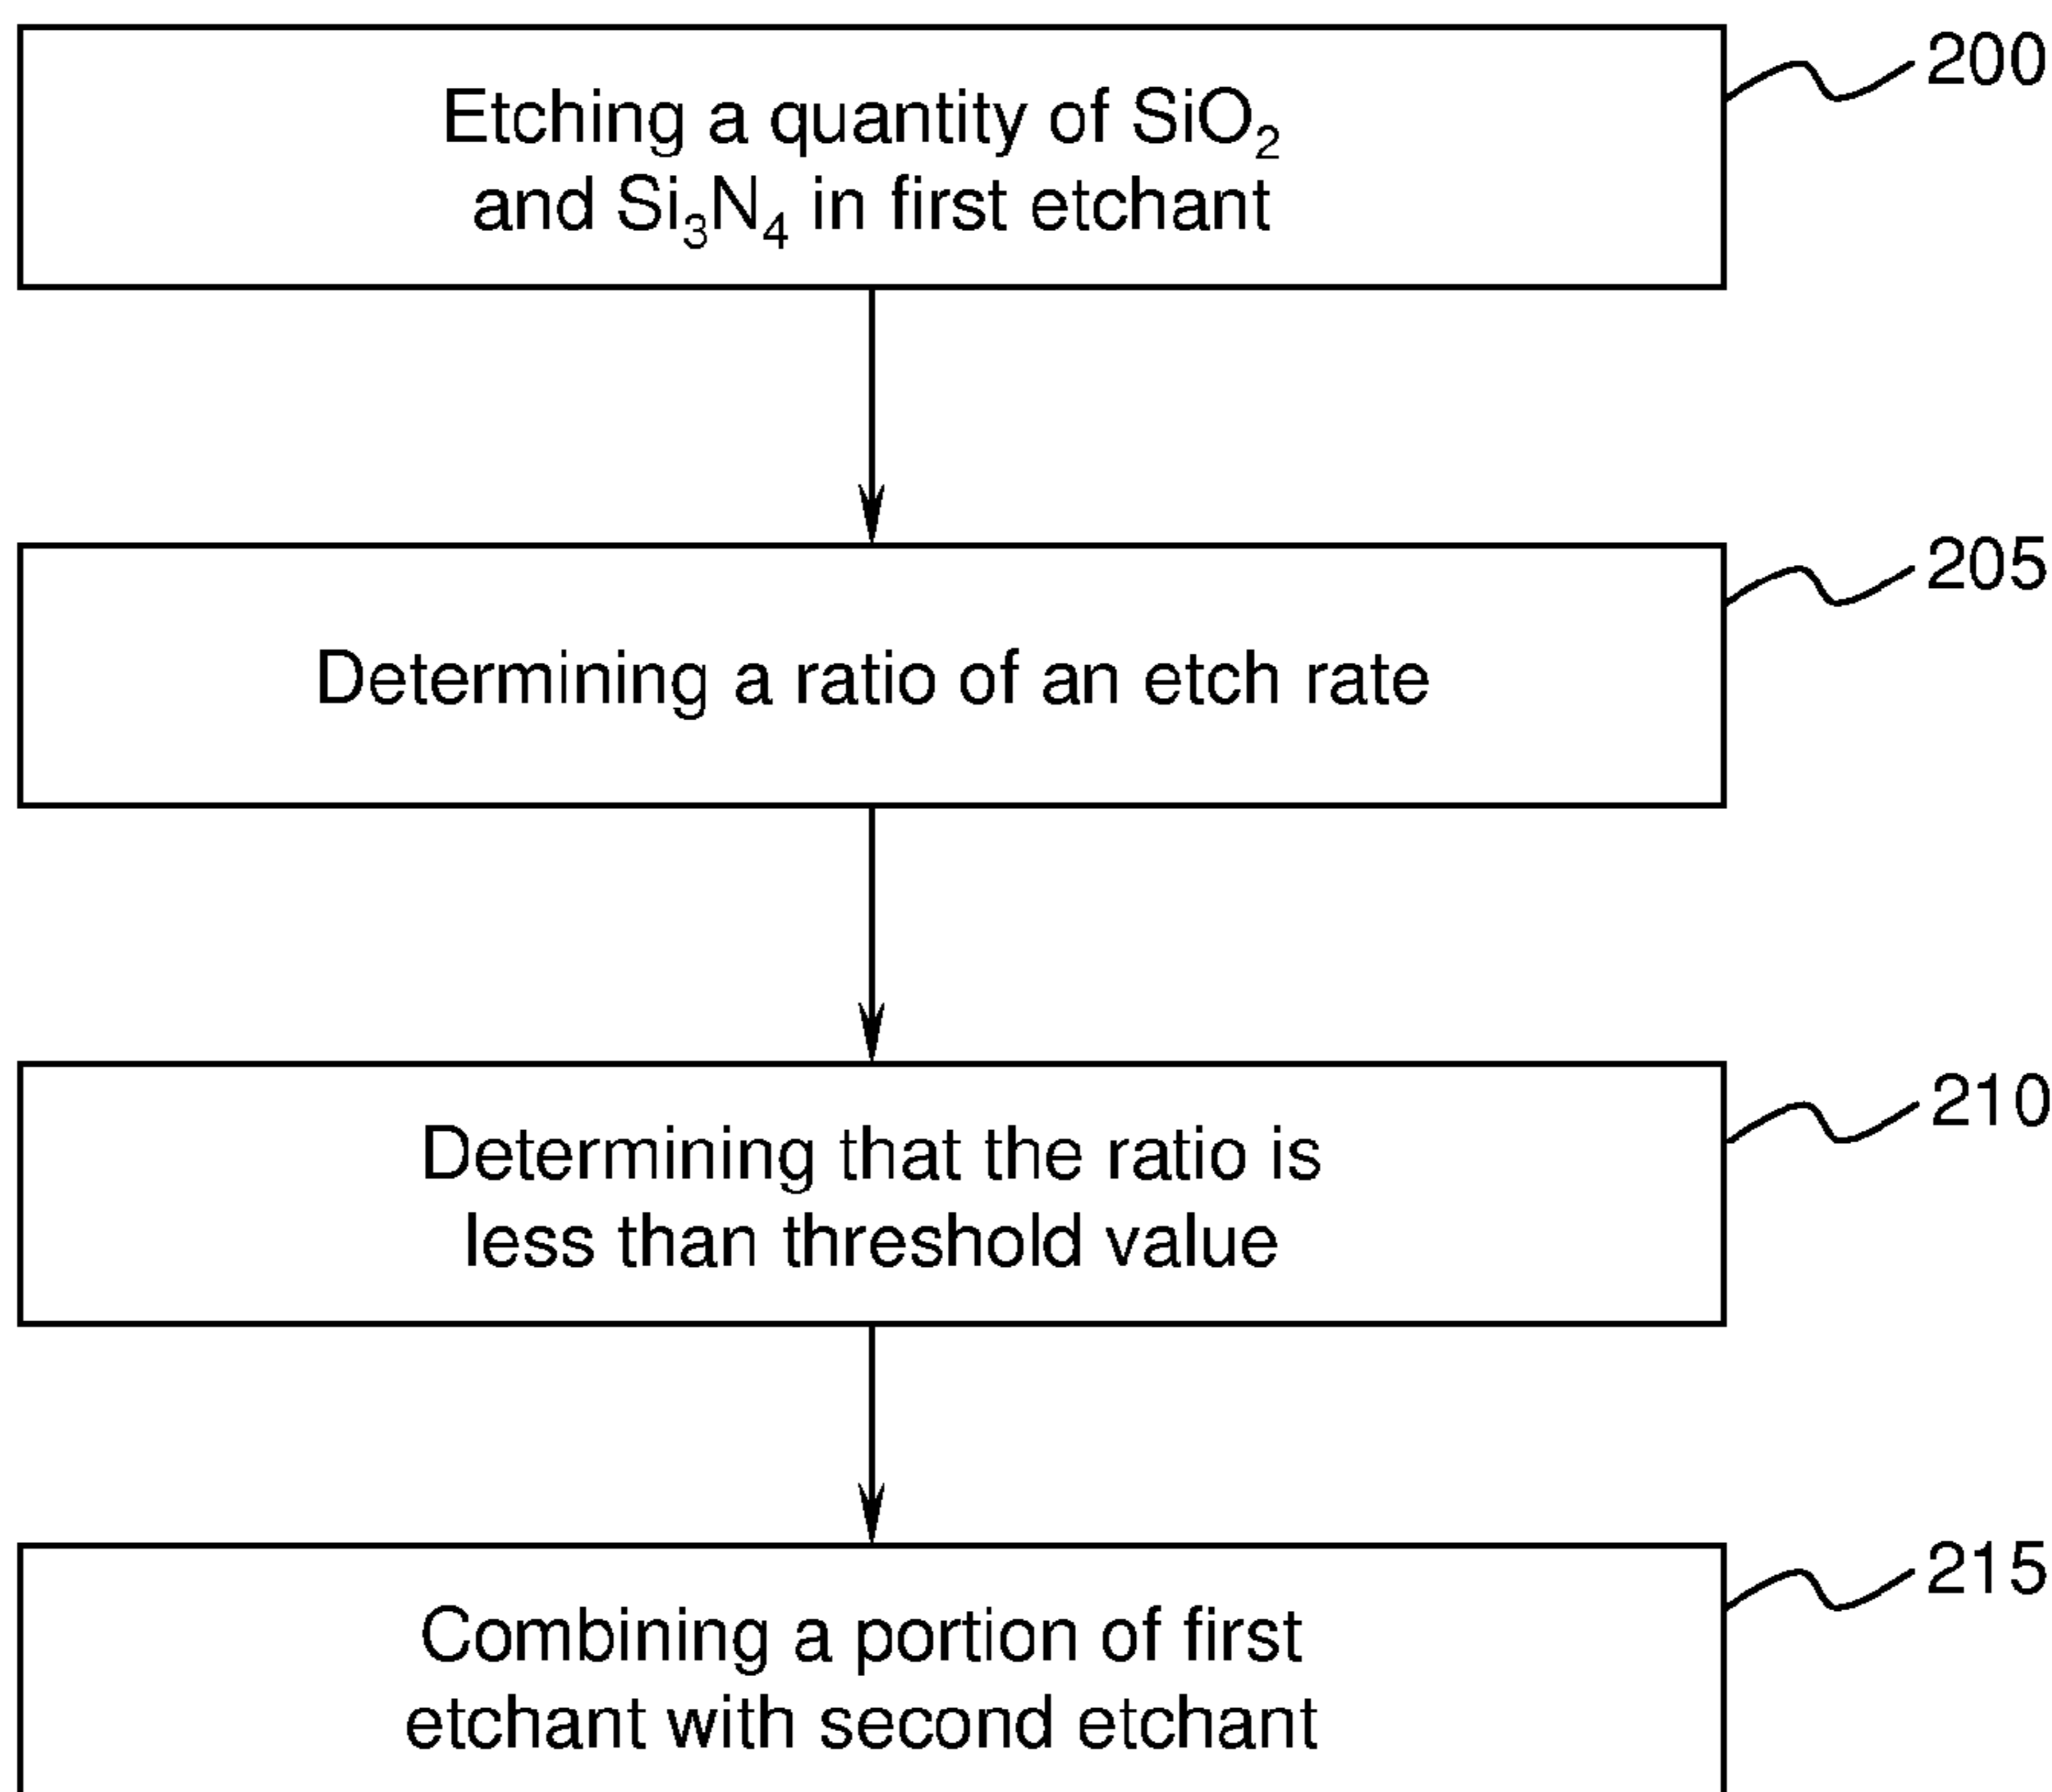 Etching a quantity of SiO₂
and Si₃N₄ in first etchant
200
Determining a ratio of an etch rate
205
Determining that the ratio is
less than threshold value
210
Combining a portion of first
etchant with second etchant
215